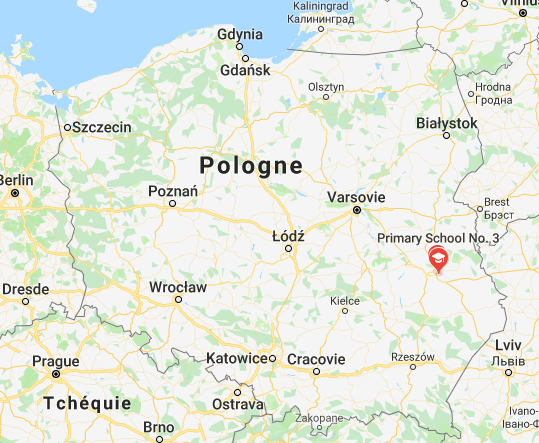 Kaliningrad
Калининград
Vilnius
Gdynia
Gdańsk
Olsztyn
Hrodna
Гродна
Szczecin
Białystok
Pologne
Berlin
Poznań
Varsovie
Brest
Брэст
Primary School No. 3
Łódź
Dresde
Wrocław
Kielce
Lviv
Львів
Prague
Katowice
Cracovie
Rzeszów
Tchéquie
Ostrava
Zakopane
Ivano-
Івано-Ф
Brno